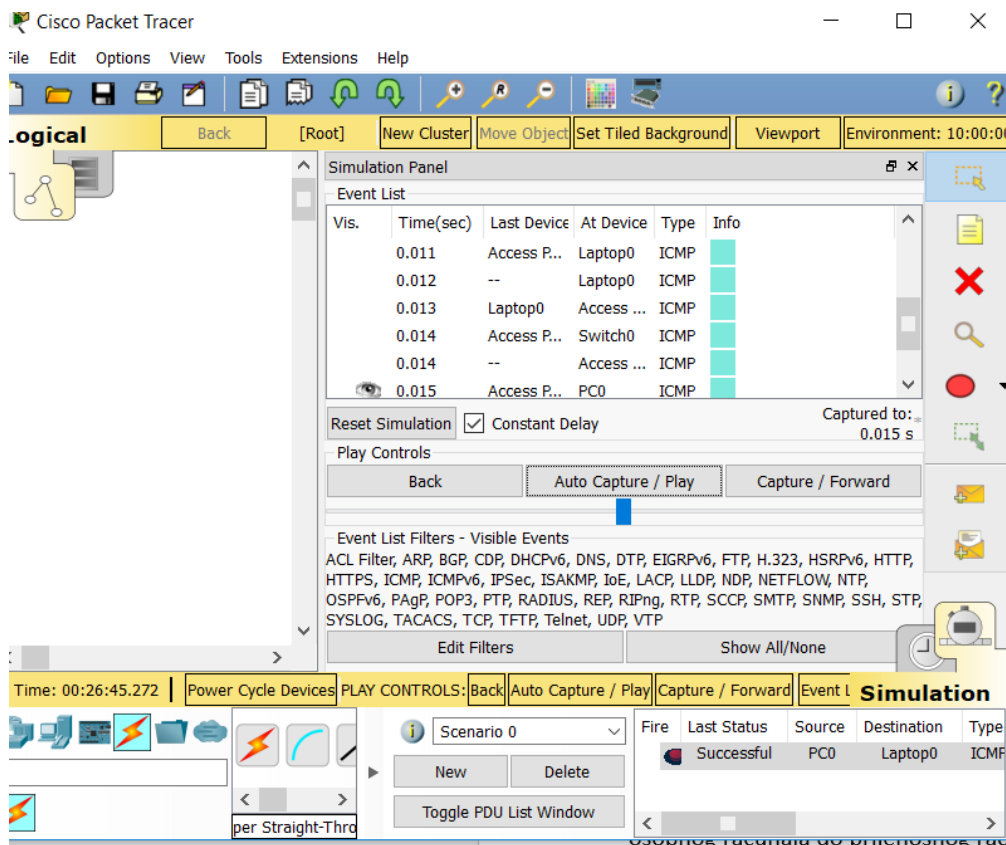 Cisco Packet Tracer
File Edit Options View Tools Extensions Help
Logical Back [Root] New Cluster Move Object Set Tiled Background Viewport Environment: 10:00:00
Simulation Panel
Event List
Vis. Time(sec) Last Device At Device Type Info
0.011 Access P... Laptop0 ICMP
0.012 -- Laptop0 ICMP
0.013 Laptop0 Access ... ICMP
0.014 Access P... Switch0 ICMP
0.014 -- Access ... ICMP
0.015 Access P... PC0 ICMP
Reset Simulation Constant Delay Captured to:*
0.015 s
Play Controls
Back Auto Capture / Play Capture / Forward
Event List Filters - Visible Events
ACL Filter, ARP, BGP, CDP, DHCPv6, DNS, DTP, EIGRPv6, FTP, H.323, HSRPv6, HTTP,
HTTPS, ICMP, ICMPv6, IPSec, ISAKMP, IoE, LACP, LLDP, NDP, NETFLOW, NTP,
OSPFv6, PAgP, POP3, PTP, RADIUS, REP, RIPng, RTP, SCCP, SMTP, SNMP, SSH, STP,
SYSLOG, TACACS, TCP, TFTP, Telnet, UDP, VTP
Edit Filters Show All/None
Time: 00:26:45.272 Power Cycle Devices PLAY CONTROLS: Back Auto Capture / Play Capture / Forward Event L Simulation
Scenario 0
New Delete
Toggle PDU List Window
Fire Last Status Source Destination Type
Successful PC0 Laptop0 ICMP
per Straight-Thro